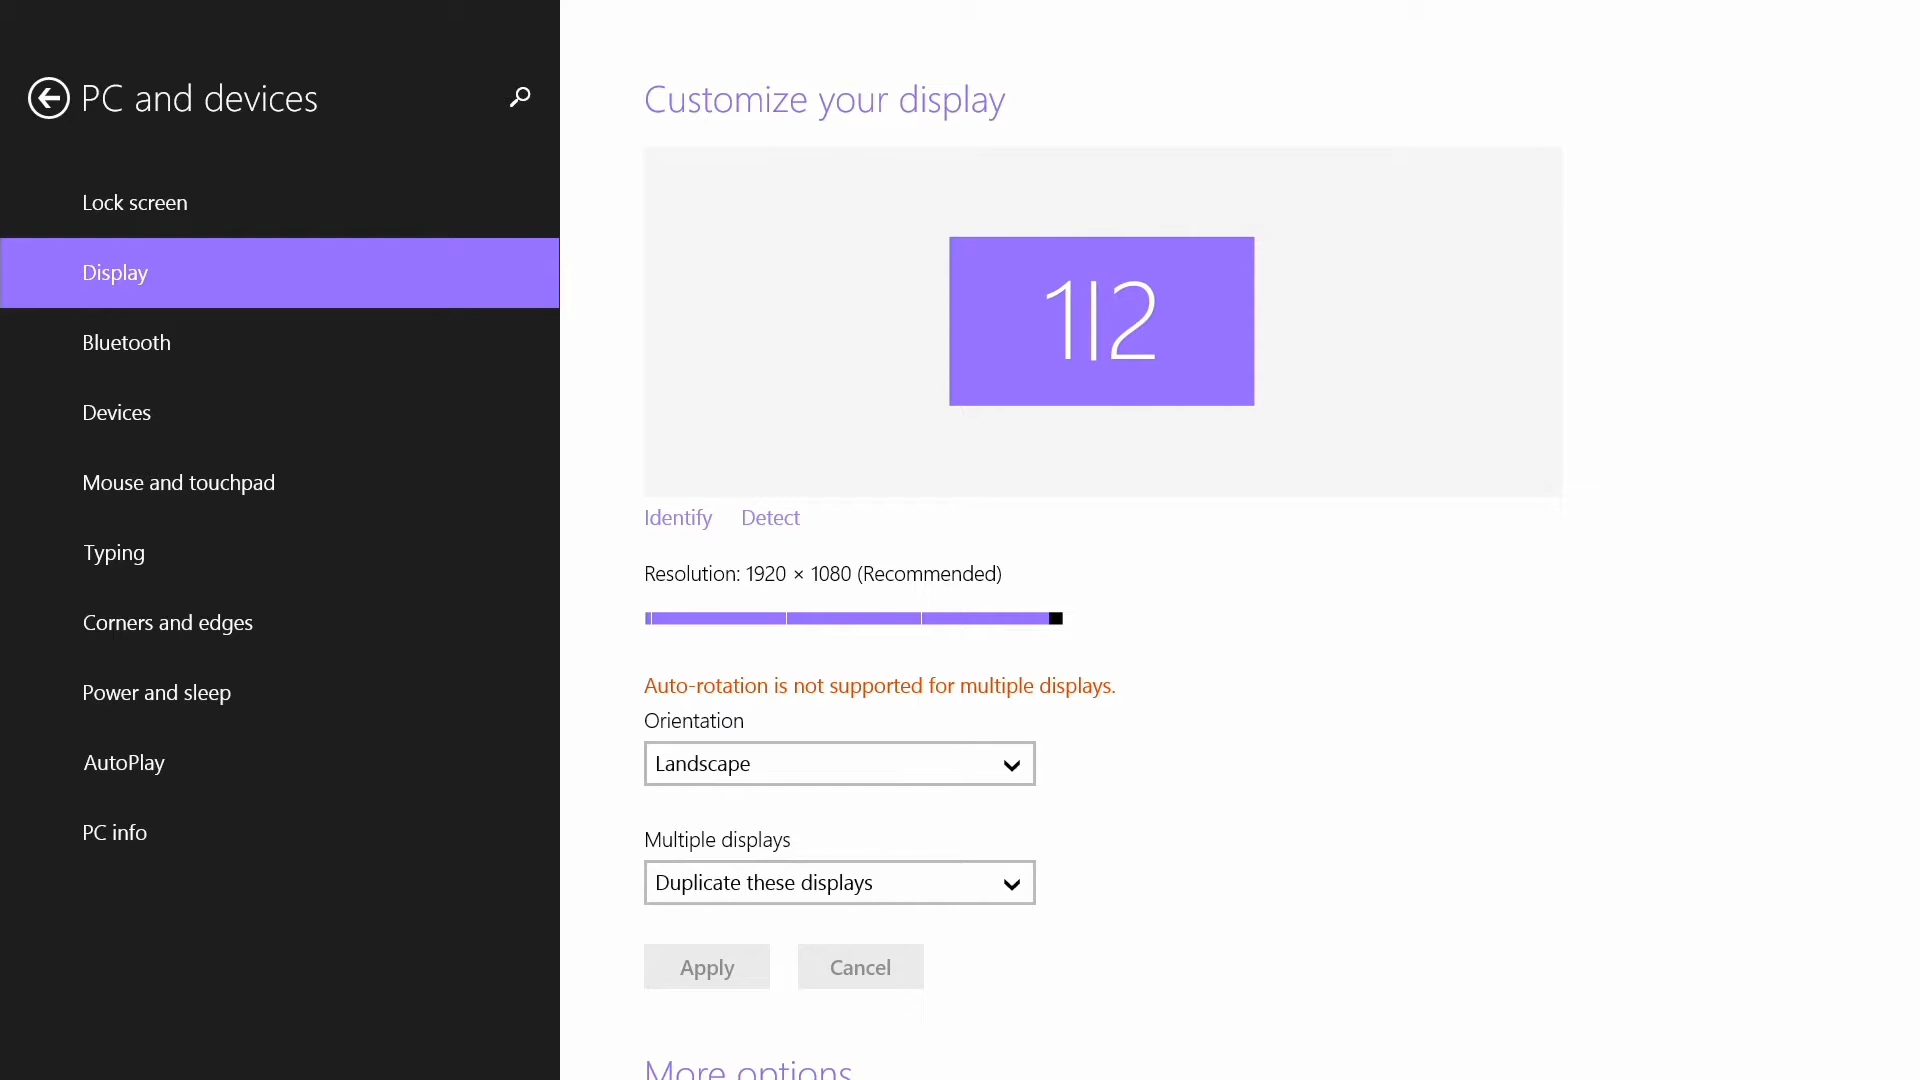 PC and devices
Lock screen
Display
Bluetooth
Devices
Mouse and touchpad
Typing
Corners and edges
Power and sleep
AutoPlay
PC info
Customize your display
1|2
Identify Detect
Resolution: 1920 × 1080 (Recommended)
Auto-rotation is not supported for multiple displays.
Orientation
Landscape
Multiple displays
Duplicate these displays
Apply Cancel
More options